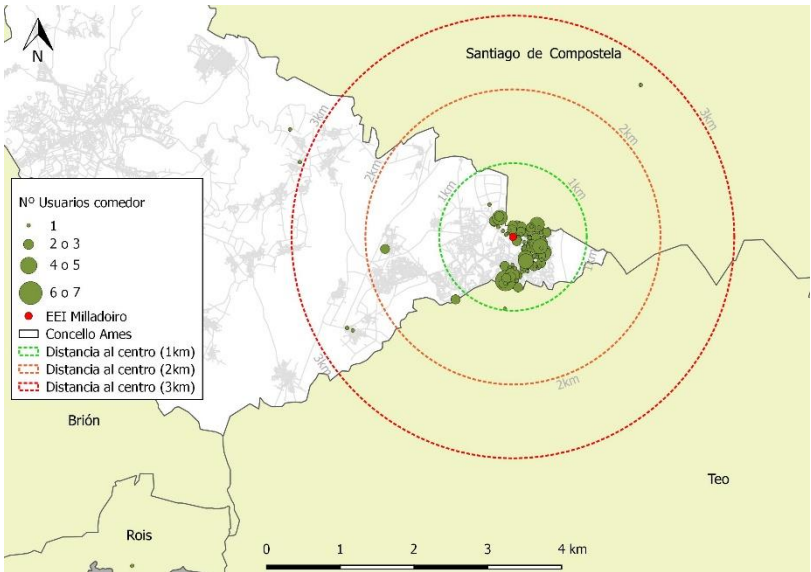 N
Santiago de Compostela
3km
3km
2km
2km
1km
1km
1km
2km
3km
Nº Usuarios comedor
1
2 o 3
4 o 5
6 o 7
EEI Milladoiro
Concello Ames
Distancia al centro (1km)
Distancia al centro (2km)
Distancia al centro (3km)
Brión
Teo
Rois
0 1 2 3 4 km